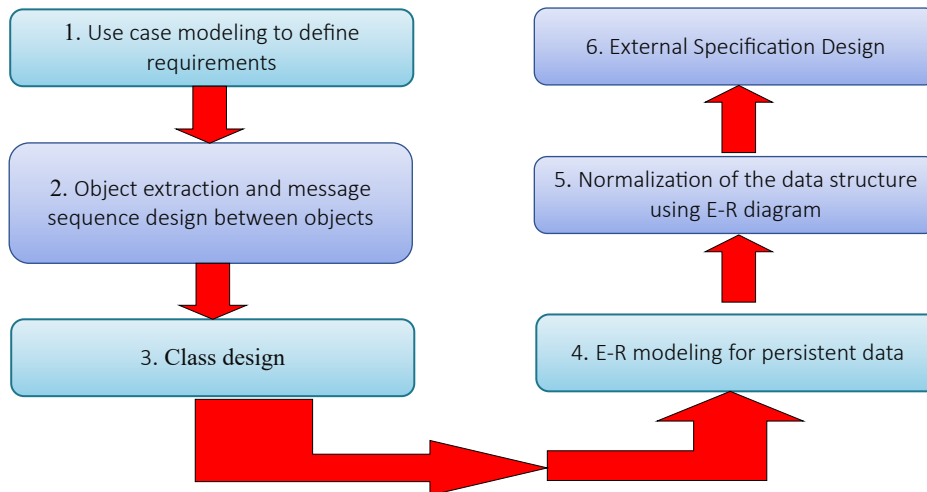 1. Use case modeling to define
requirements
2. Object extraction and message
sequence design between objects
3. Class design
6. External Specification Design
5. Normalization of the data structure
using E-R diagram
4. E-R modeling for persistent data